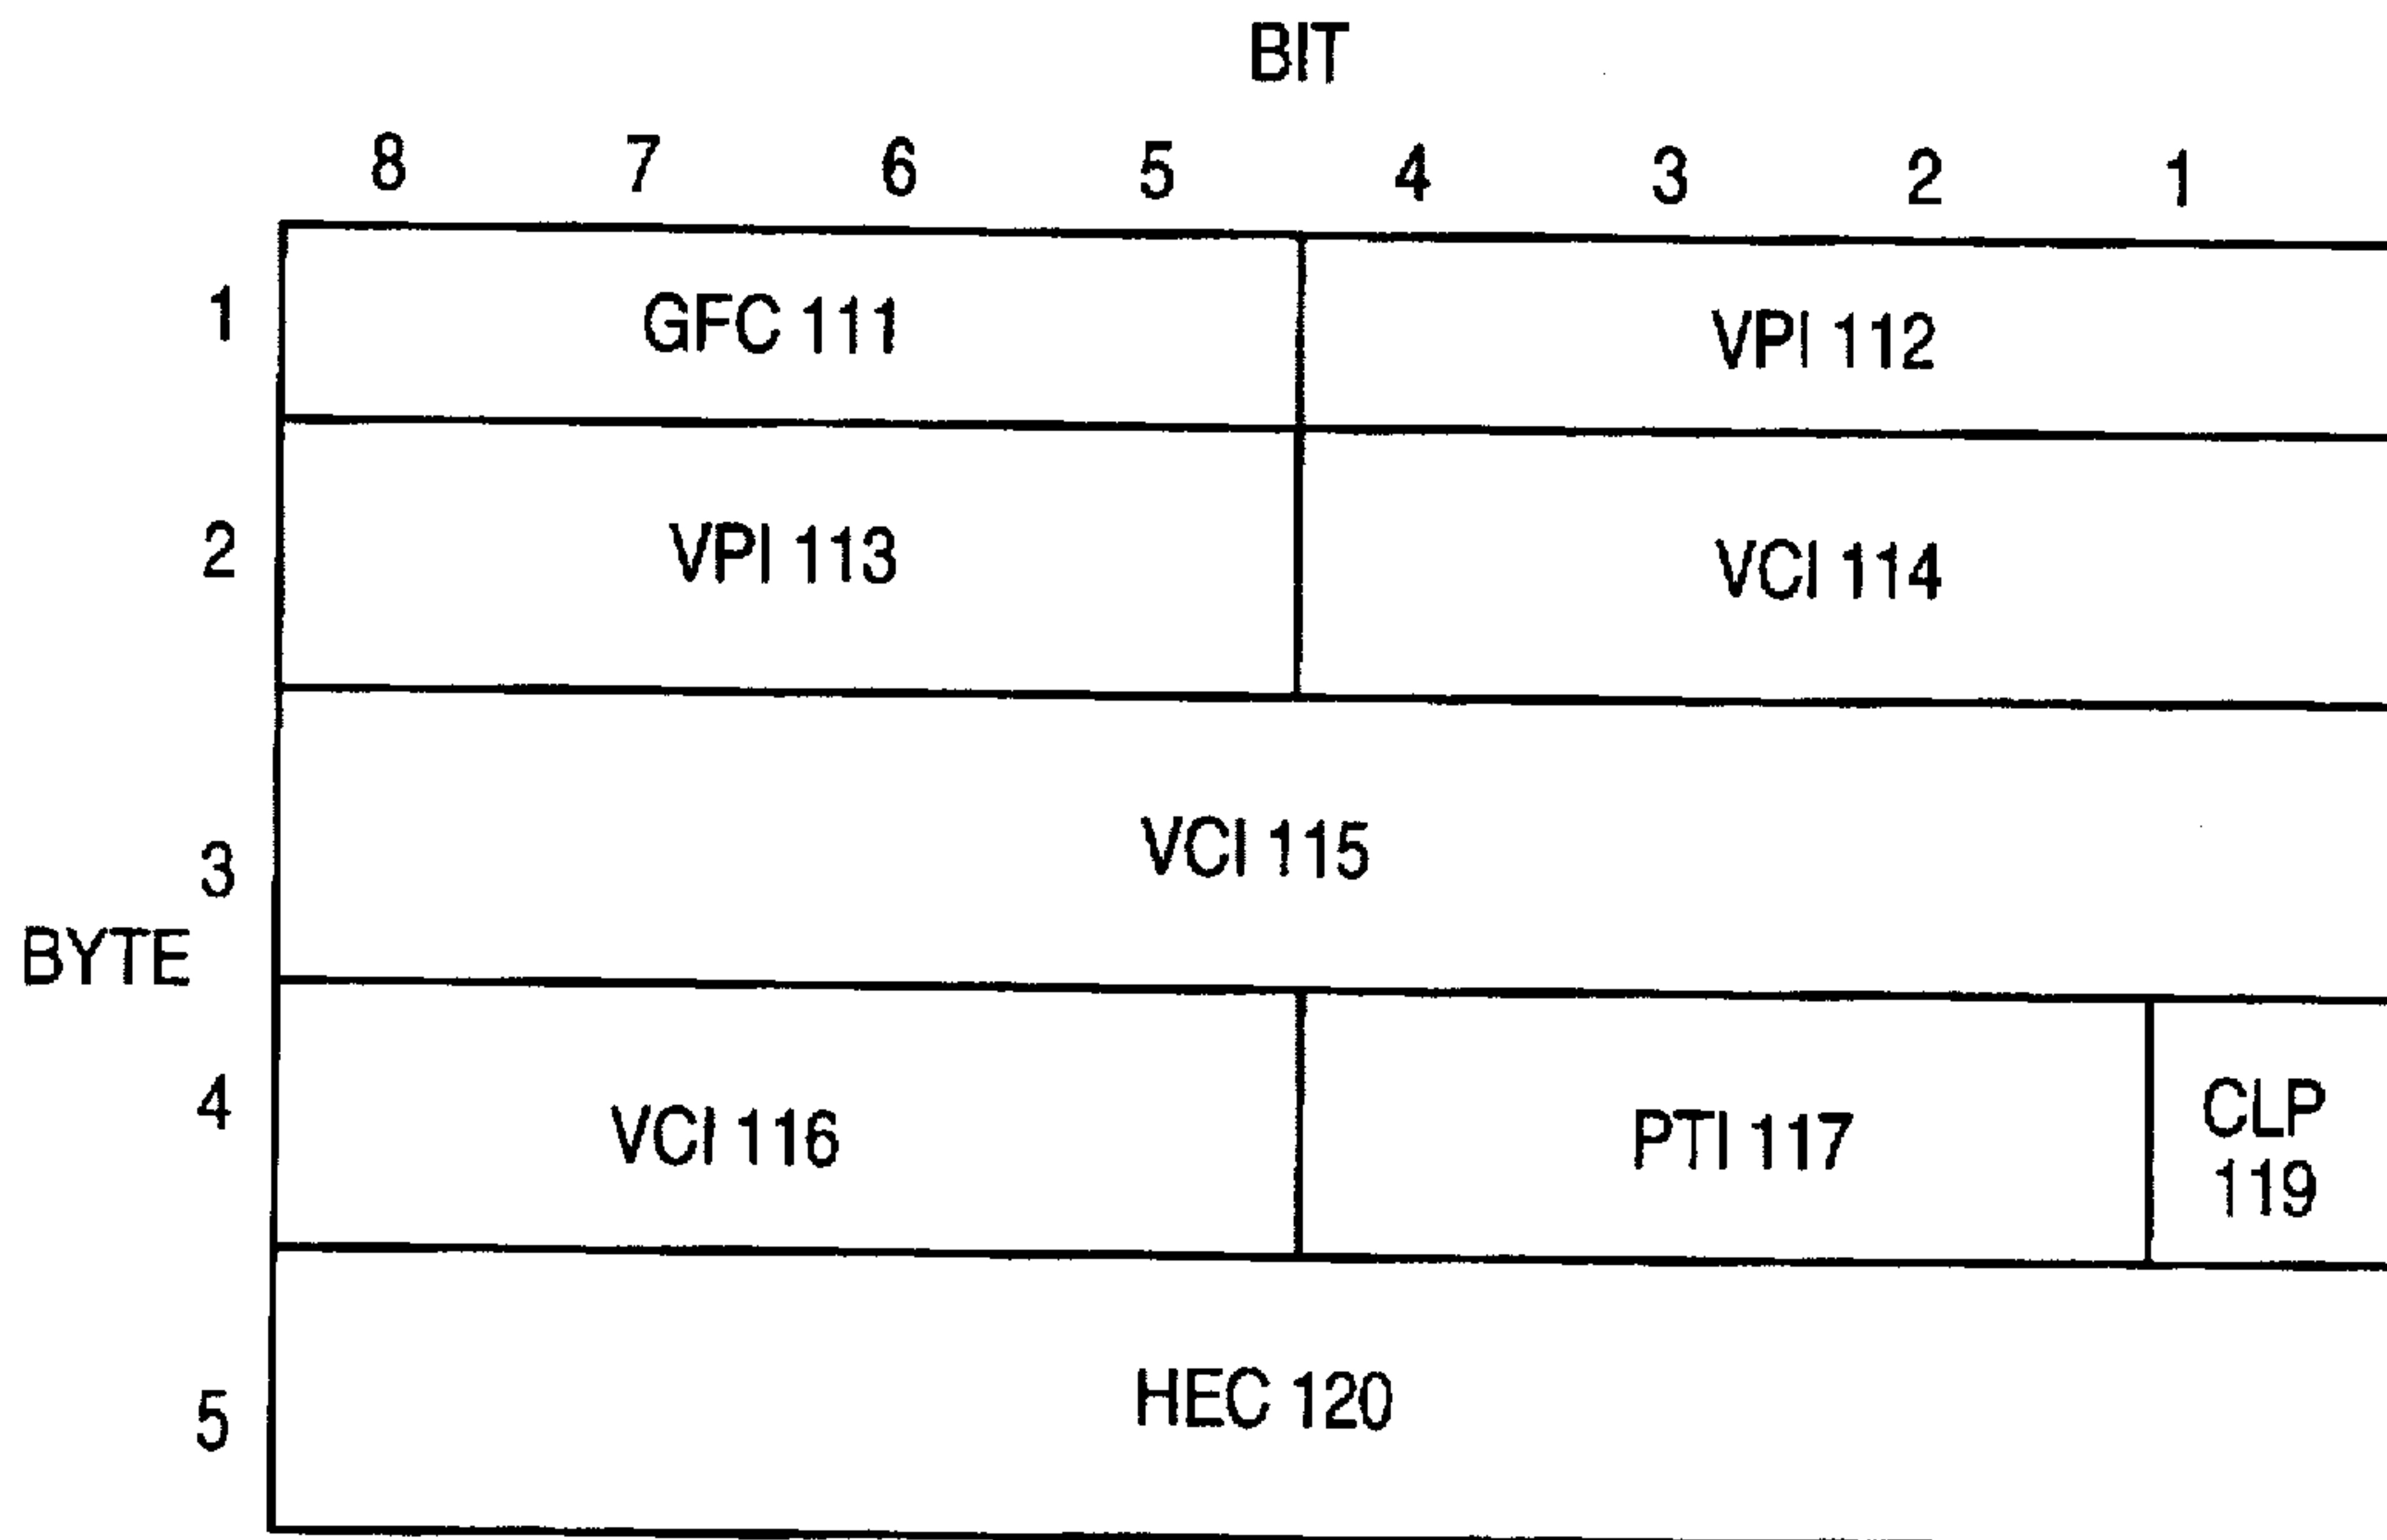 BIT
8 7 6 5 4 3 2 1
1 GFC 111 VPI 112
2 VPI 113 VCI 114
3 VCI 115
BYTE
4 VCI 116 PTI 117 CLP
119
5 HEC 120